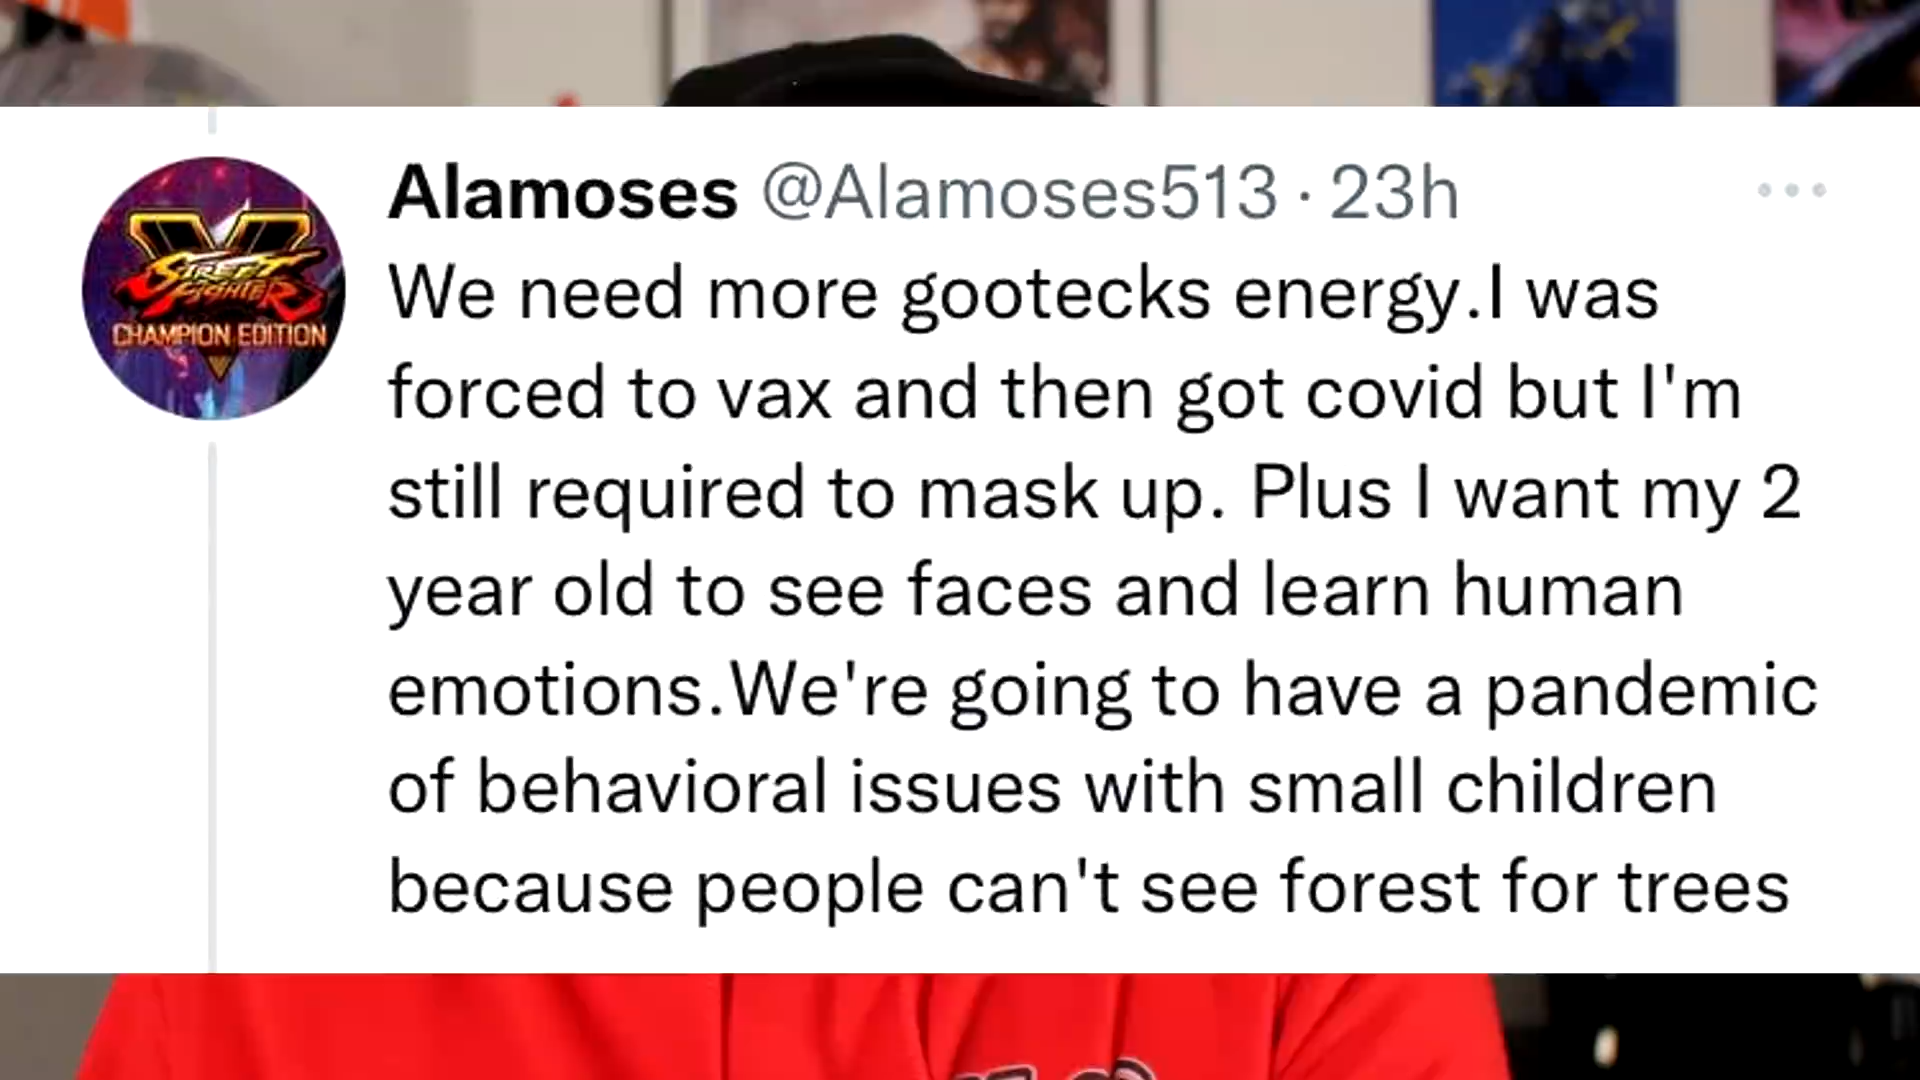 Alamoses @Alamoses513 · 23h
We need more gootecks energy.I was
forced to vax and then got covid but I'm
still required to mask up. Plus I want my 2
year old to see faces and learn human
emotions.We're going to have a pandemic
of behavioral issues with small children
because people can't see forest for trees
V
STREET
FIGHTER
CHAMPION EDITION